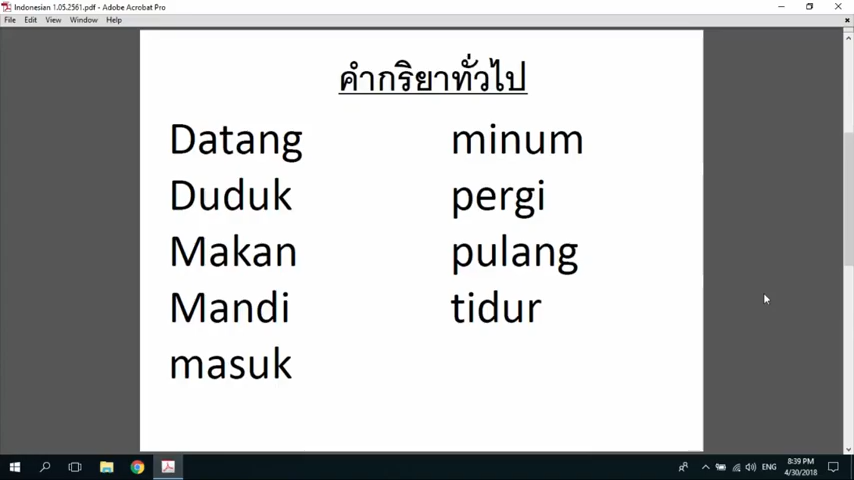 Indonesian 1.05.2561.pdf - Adobe Acrobat Pro
File Edit View Window Help
คำกริยาทั่วไป
Datang
Duduk
Makan
Mandi
masuk
minum
pergi
pulang
tidur
ENG
8:39 PM
4/30/2018